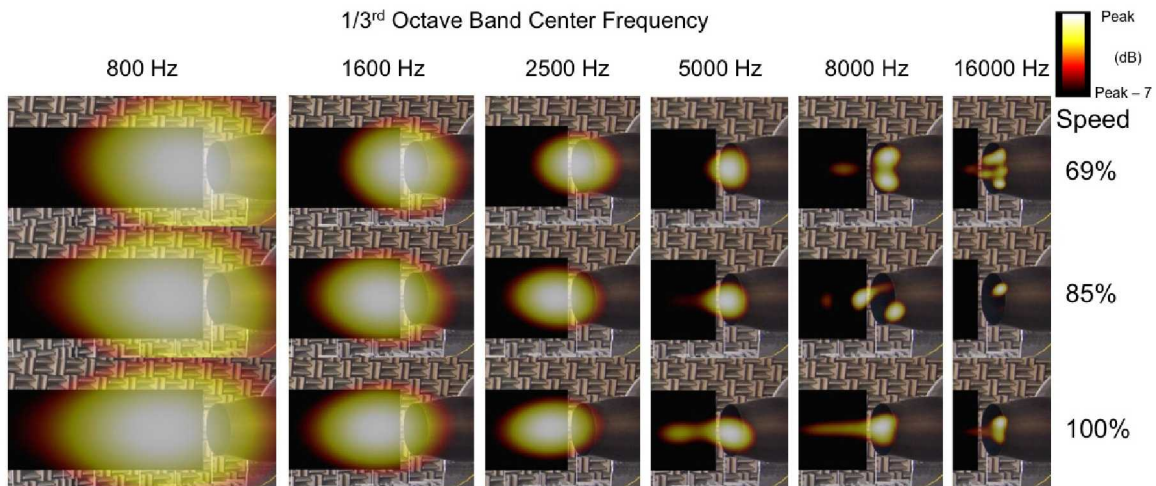 1/3rd Octave Band Center Frequency
800 Hz 1600 Hz 2500 Hz 5000 Hz 8000 Hz 16000 Hz
Peak
(dB)
Peak – 7
Speed
69%
85%
100%